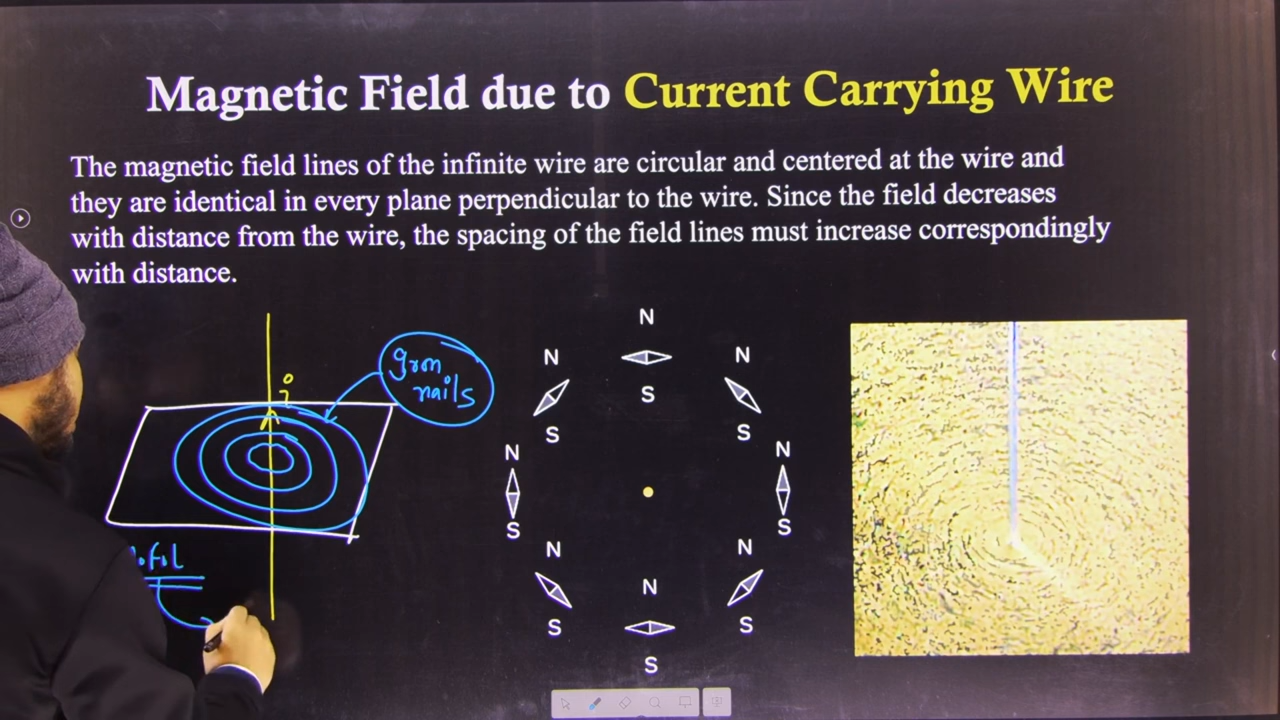 Magnetic Field due to Current Carrying Wire
The magnetic field lines of the infinite wire are circular and centered at the wire and
they are identical in every plane perpendicular to the wire. Since the field decreases
with distance from the wire, the spacing of the field lines must increase correspondingly
with distance.
i
iron
nails
N
S
N
S
N
S
N
S
N
S
N
S
N
S
N
S